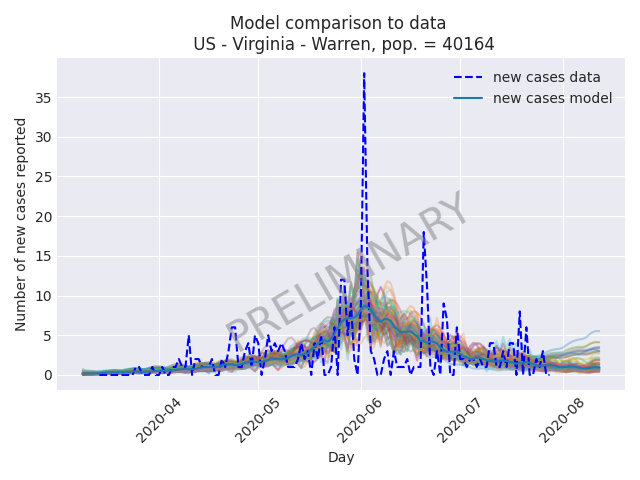 Model comparison to data
US - Virginia - Warren, pop. = 40164
new cases data
new cases model
Number of new cases reported
35
30
25
20
15
10
5
0
PRELIMINARY
2020-04
2020-05
2020-06
2020-07
2020-08
Day